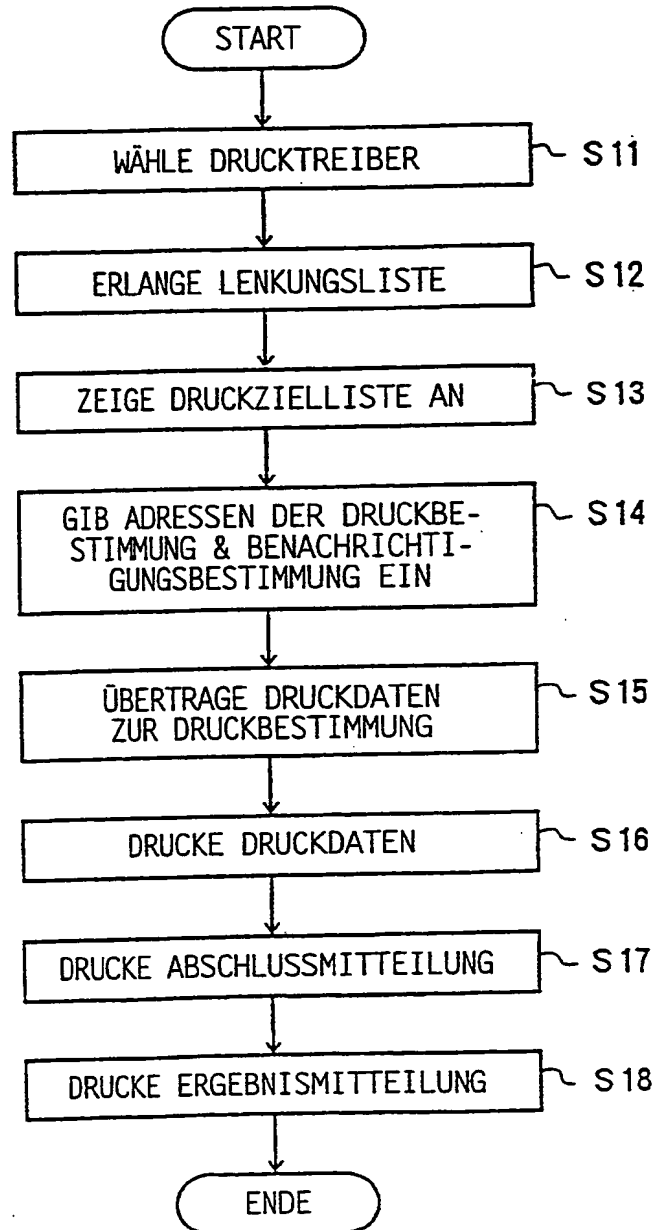 START
WÄHLE DRUCKTREIBER
S11
ERLANGE LENKUNGSLISTE
S12
ZEIGE DRUCKZIELLISTE AN
S13
GIB ADRESSEN DER DRUCKBE-
STIMMUNG & BENACHRICHTI-
GUNGSBESTIMMUNG EIN
S14
ÜBERTRAGE DRUCKDATEN
ZUR DRUCKBESTIMMUNG
S15
DRUCKE DRUCKDATEN
S16
DRUCKE ABSCHLUSSMITTEILUNG
S17
DRUCKE ERGEBNISMITTEILUNG
S18
ENDE